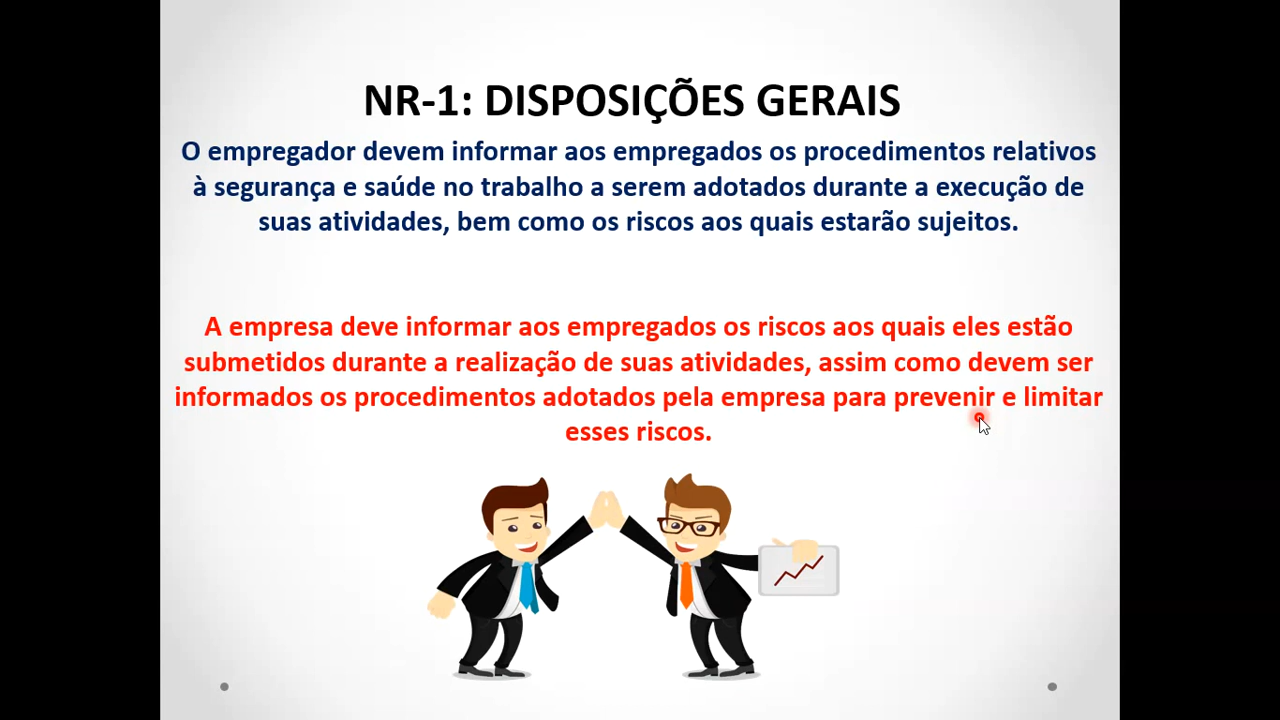 NR-1: DISPOSIÇÕES GERAIS
O empregador devem informar aos empregados os procedimentos relativos
à segurança e saúde no trabalho a serem adotados durante a execução de
suas atividades, bem como os riscos aos quais estarão sujeitos.
A empresa deve informar aos empregados os riscos aos quais eles estão
submetidos durante a realização de suas atividades, assim como devem ser
informados os procedimentos adotados pela empresa para prevenir e limitar
esses riscos.